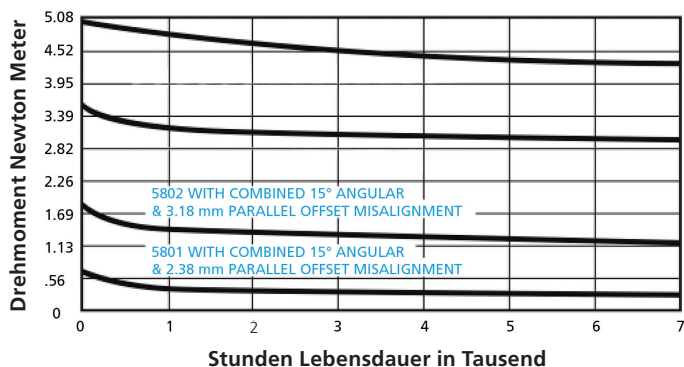 Drehmoment Newton Meter
5.08
4.52
3.95
3.39
2.82
2.26
1.69
1.13
.56
0
5802 WITH COMBINED 15° ANGULAR
& 3.18 mm PARALLEL OFFSET MISALIGNMENT
5801 WITH COMBINED 15° ANGULAR
& 2.38 mm PARALLEL OFFSET MISALIGNMENT
0 1 2 3 4 5 6 7
Stunden Lebensdauer in Tausend